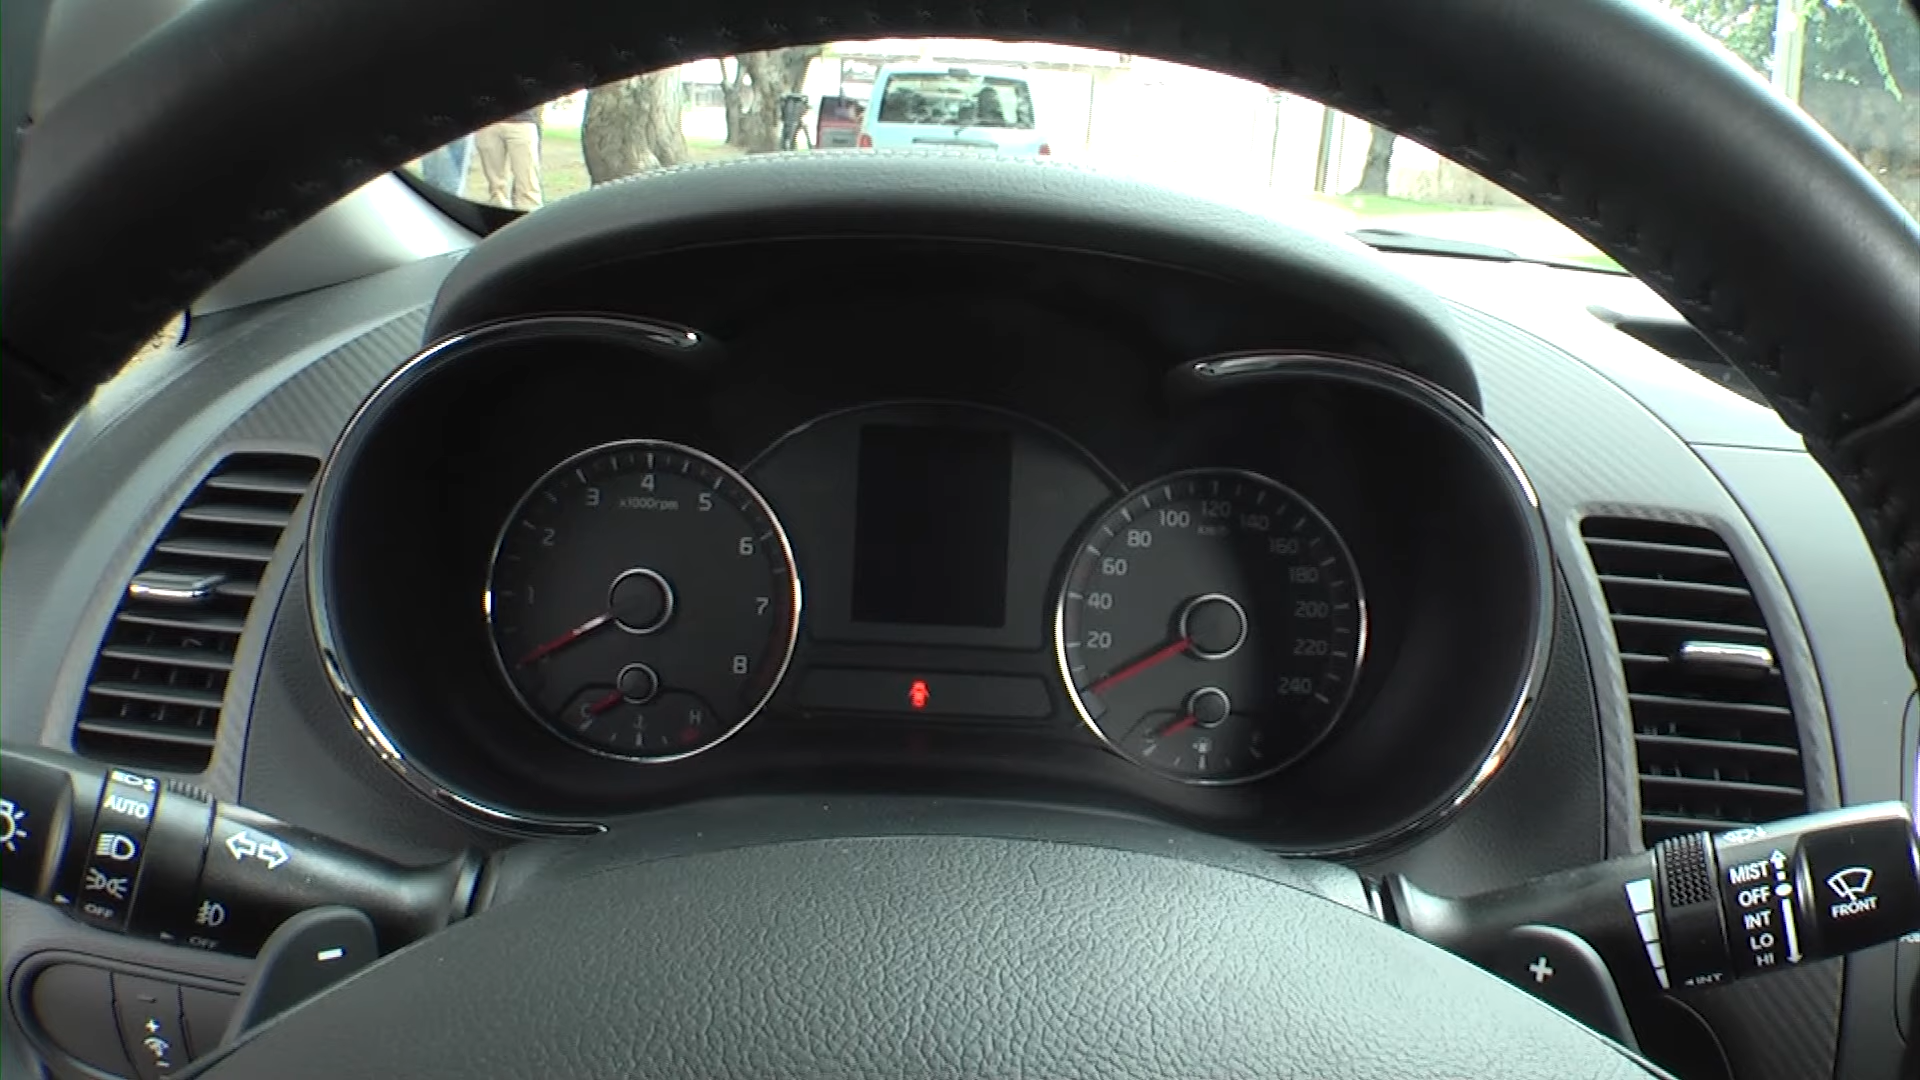 1
2
3
4
5
6
7
8
x1000rpm
C
H
20
40
60
80
100
120
140
160
180
200
220
240
km/h
AUTO
OFF
OFF
−
+
−
+
MIST
OFF
INT
LO
HI
INT
FRONT